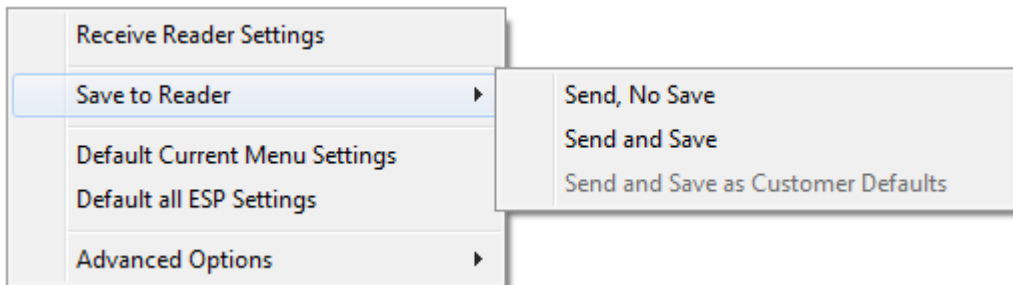 Receive Reader Settings
Save to Reader
Send, No Save
Send and Save
Send and Save as Customer Defaults
Default Current Menu Settings
Default all ESP Settings
Advanced Options